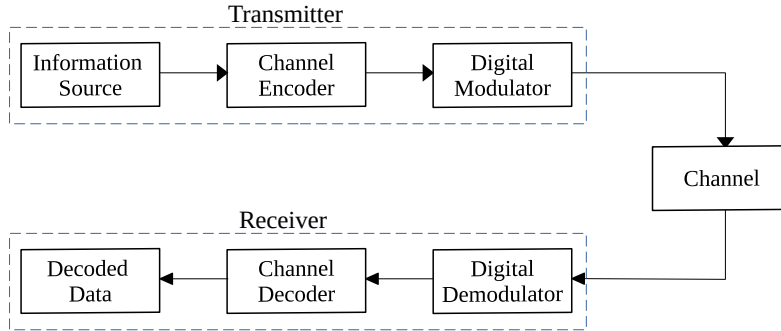 Transmitter
Information
Source
Channel
Encoder
Digital
Modulator
Channel
Receiver
Decoded
Data
Channel
Decoder
Digital
Demodulator